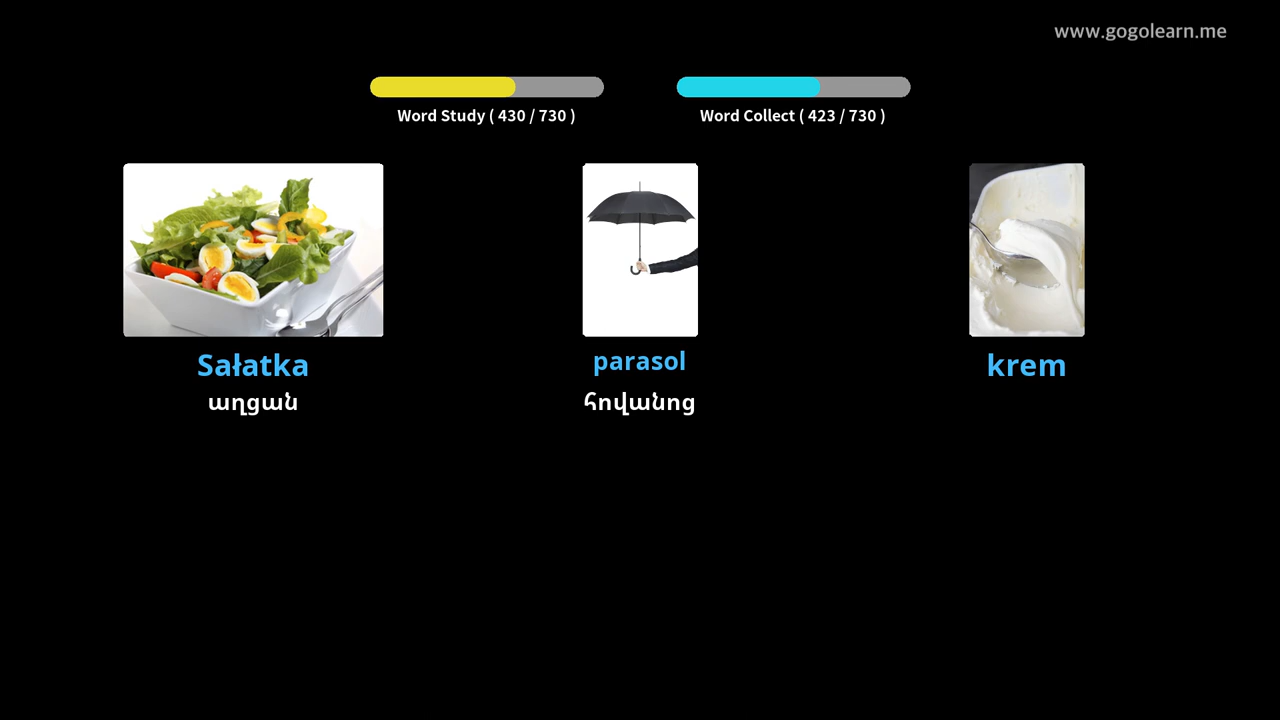 www.gogolearn.me
Word Study ( 430 / 730 )
Word Collect ( 423 / 730 )
Sałatka
աղցան
parasol
հովանոց
krem